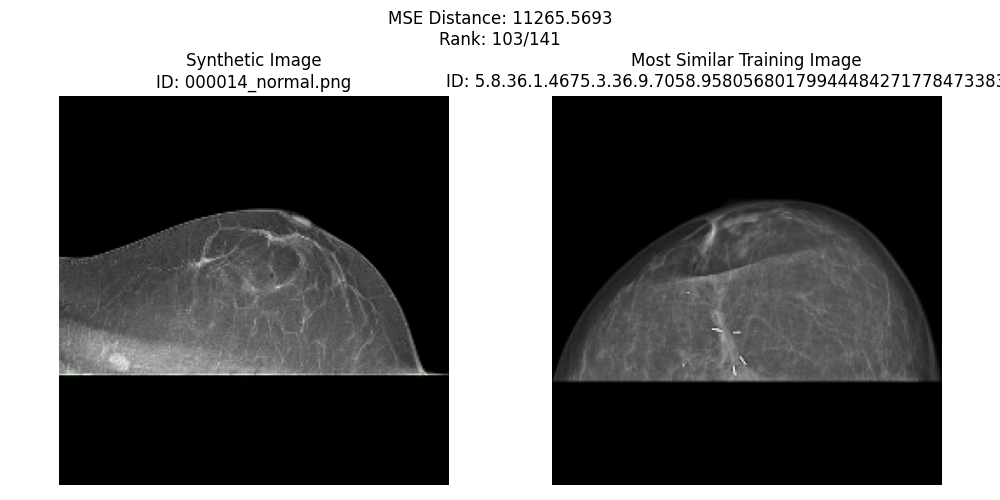 MSE Distance: 11265.5693
Rank: 103/141
Synthetic Image
ID: 000014_normal.png
Most Similar Training Image
ID: 5.8.36.1.4675.3.36.9.7058.95805680179944484271778473383